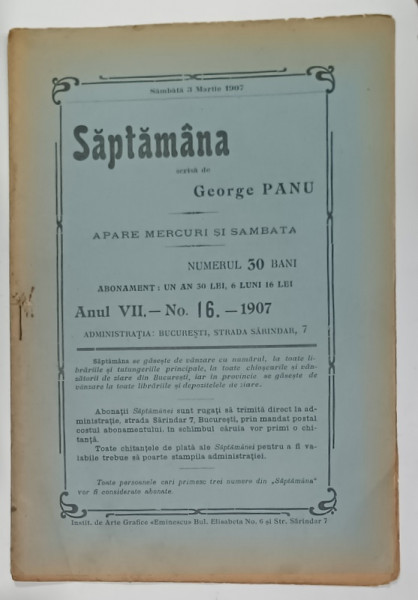 Sâmbătă 3 Martie 1907
Săptămâna
scrisă de
George PANU
APARE MERCURI ȘI SAMBATA
NUMERUL 30 BANI
ABONAMENT: UN AN 30 LEI, 6 LUNI 16 LEI
Anul VII.— No. 16. — 1907
ADMINISTRAȚIA: BUCUREȘTI, STRADA SĂRINDAR, 7
Săptămâna se găsește de vânzare cu numărul, la toate li-
brăriile și tutungeriile principale, la toate chioșcurile și vân-
zătorii de ziare din București, iar în provincie se găsește de
vânzare la toate librăriile și depozitele de ziare.
Abonații Săptămânei sunt rugați să trimită direct la ad-
ministrație, strada Sărindar 7, București, prin mandat poștal
costul abonamentului, în schimbul căruia vor primi o chi-
tanță.
Toate chitanțele de plată ale Săptămânei pentru a fi va-
labile trebue să poarte stampila administrației.
Toate persoanele cari primesc trei numere din „Săptămâna"
vor fi considerate abonate.
Instit. de Arte Grafice «Eminescu» Bul. Elisabeta No. 6 și Str. Sărindar 7